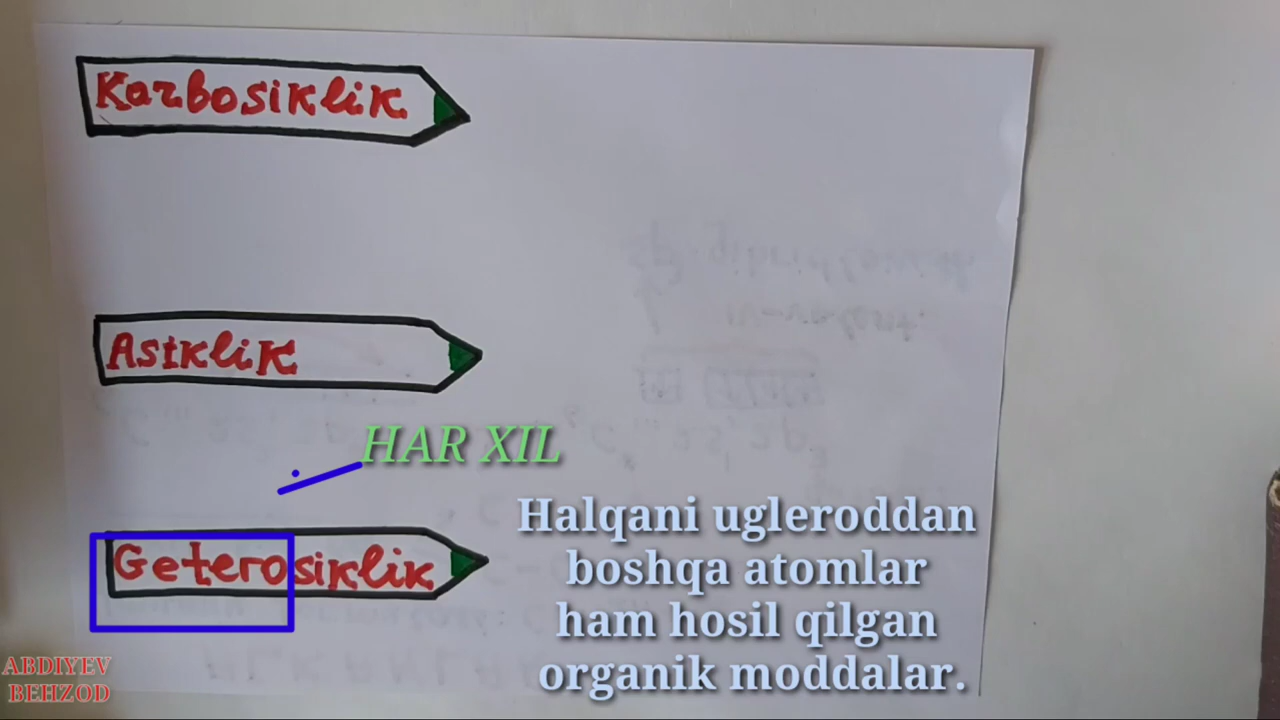 Karbosiklik
Asiklik
HAR XIL
Geterosiklik
Halqani ugleroddan
boshqa atomlar
ham hosil qilgan
organik moddalar.
ABDIYEV
BEHZOD